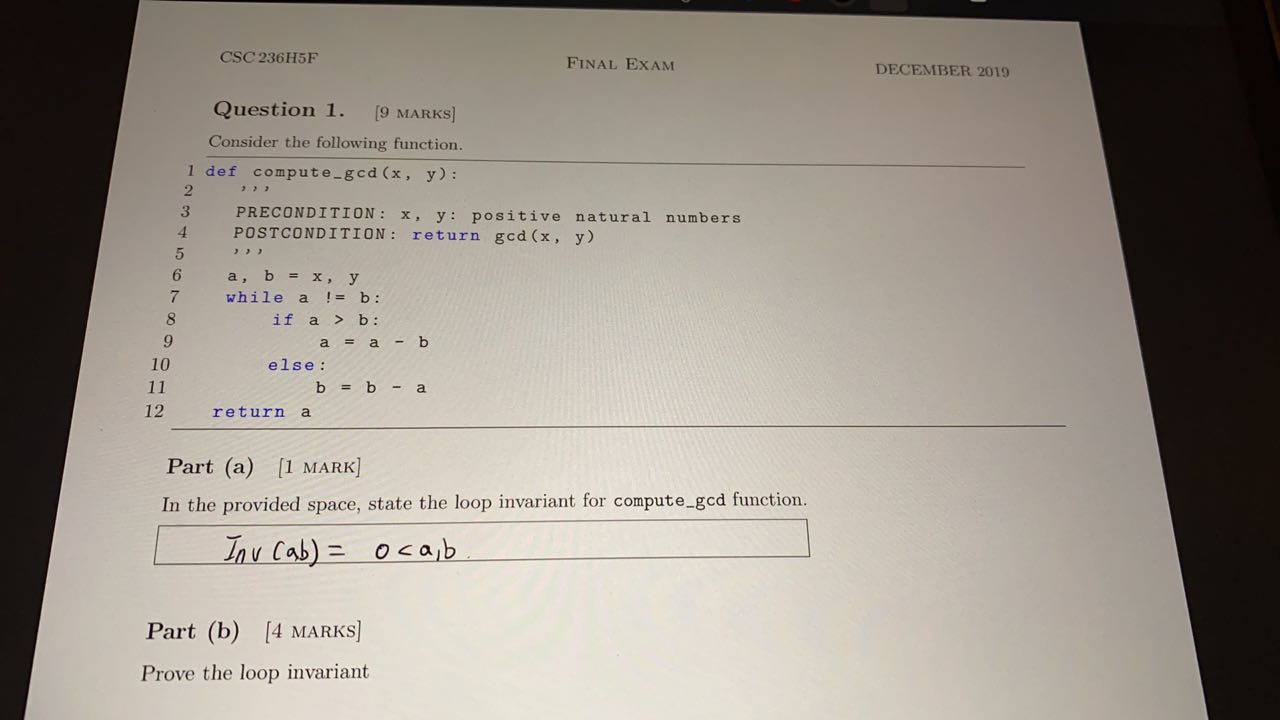 CSC 236H5F
FINAL EXAM
DECEMBER 2019
Question 1. [9 MARKS]
Consider the following function.
1 def compute_gcd(x, y):
2 '''
3 PRECONDITION: x, y: positive natural numbers
4 POSTCONDITION: return gcd(x, y)
5 '''
6 a, b = x, y
7 while a != b:
8 if a > b:
9 a = a - b
10 else:
11 b = b - a
12 return a
Part (a) [1 MARK]
In the provided space, state the loop invariant for compute_gcd function.
Inv (a,b) = 0 < a, b .
Part (b) [4 MARKS]
Prove the loop invariant